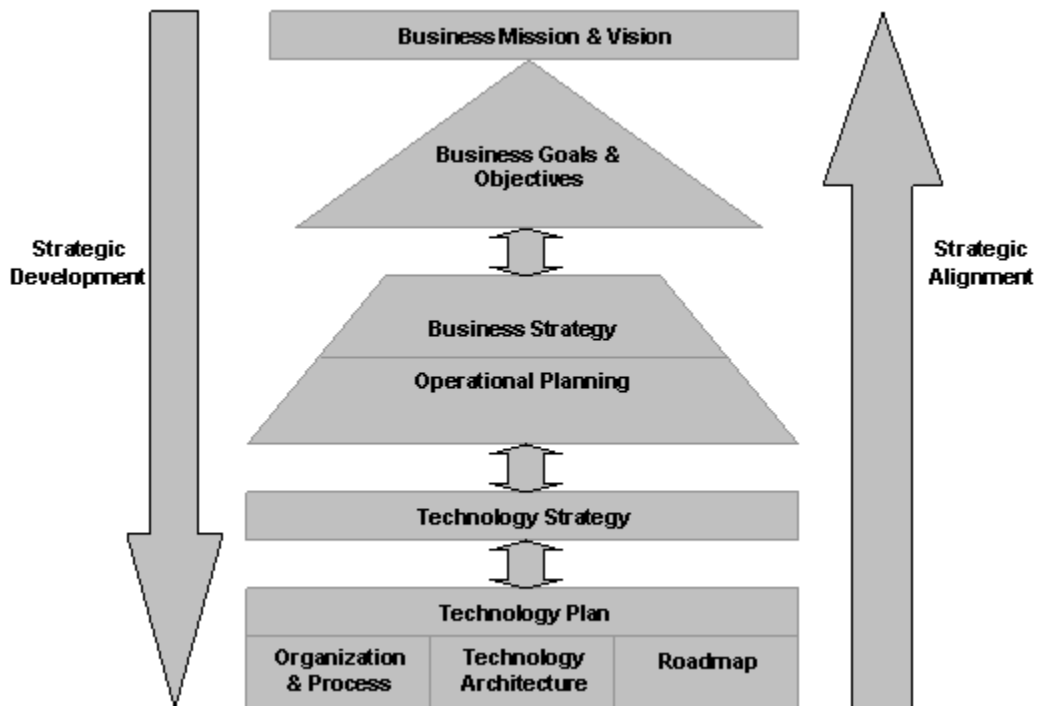 Business Mission & Vision
Business Goals &
Objectives
Strategic
Development
Strategic
Alignment
Business Strategy
Operational Planning
Technology Strategy
Technology Plan
Organization
& Process
Technology
Architecture
Roadmap